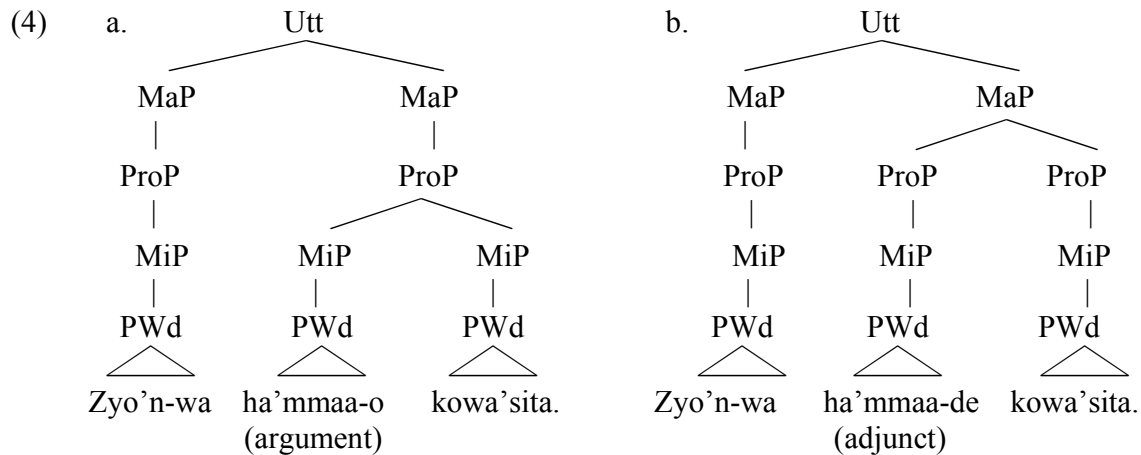 (4) a. Utt b. Utt
MaP MaP MaP MaP
ProP ProP ProP ProP ProP
MiP MiP MiP MiP MiP MiP
PWd PWd PWd PWd PWd PWd
Zyo’n-wa ha’mmaa-o kowa’sita. Zyo’n-wa ha’mmaa-de kowa’sita.
(argument) (adjunct)